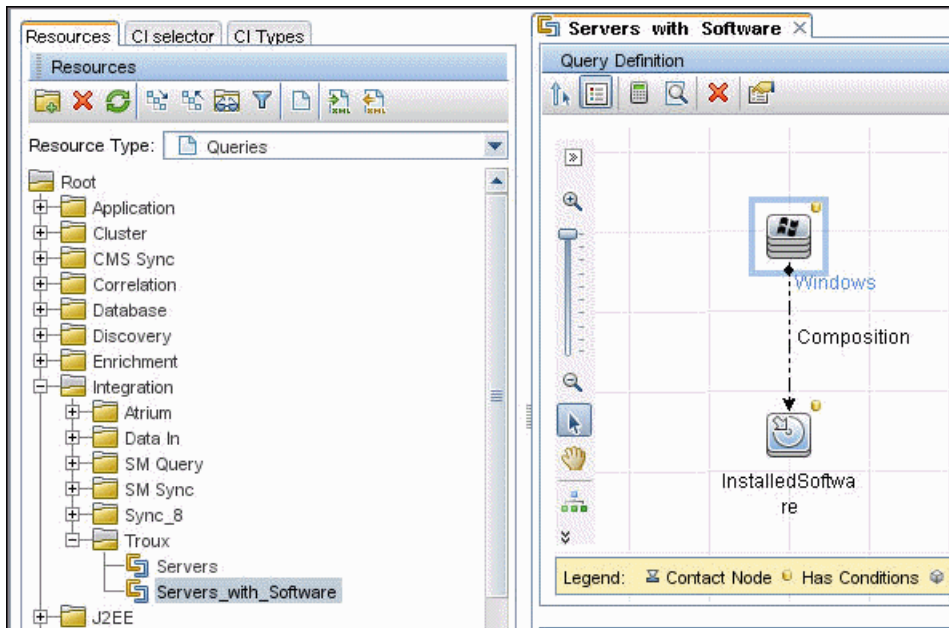 Resources CI selector CI Types
Resources
Resource Type: Queries
Root
Application
Cluster
CMS Sync
Correlation
Database
Discovery
Enrichment
Integration
Atrium
Data In
SM Query
SM Sync
Sync_8
Troux
Servers
Servers_with_Software
J2EE
Servers with Software
Query Definition
Windows
Composition
InstalledSoftwa
re
Legend: Contact Node Has Conditions